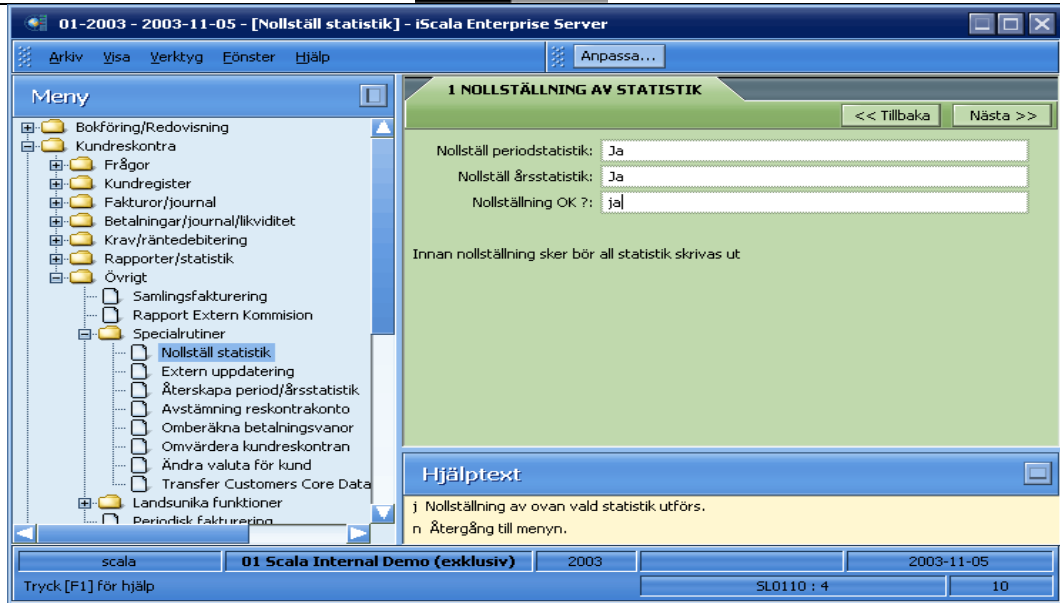 01-2003 - 2003-11-05 - [Nollställ statistik] - iScala Enterprise Server
Arkiv Visa Verktyg Fönster Hjälp
Anpassa...
Meny
Bokföring/Redovisning
Kundreskontra
Frågor
Kundregister
Fakturor/journal
Betalningar/journal/likviditet
Krav/räntedebitering
Rapporter/statistik
Övrigt
Samlingsfakturering
Rapport Extern Kommision
Specialrutiner
Nollställ statistik
Extern uppdatering
Återskapa period/årsstatistik
Avstämning reskontrakonto
Omberäkna betalningsvanor
Omvärdera kundreskontran
Ändra valuta för kund
Transfer Customers Core Data
Landsunika funktioner
Periodisk fakturering
1 NOLLSTÄLLNING AV STATISTIK
<< Tillbaka Nästa >>
Nollställ periodstatistik: Ja
Nollställ årsstatistik: Ja
Nollställning OK ?: ja
Innan nollställning sker bör all statistik skrivas ut
Hjälptext
j Nollställning av ovan vald statistik utförs.
n Återgång till menyn.
scala 01 Scala Internal Demo (exklusiv) 2003 2003-11-05
Tryck [F1] för hjälp SL0110 : 4 10